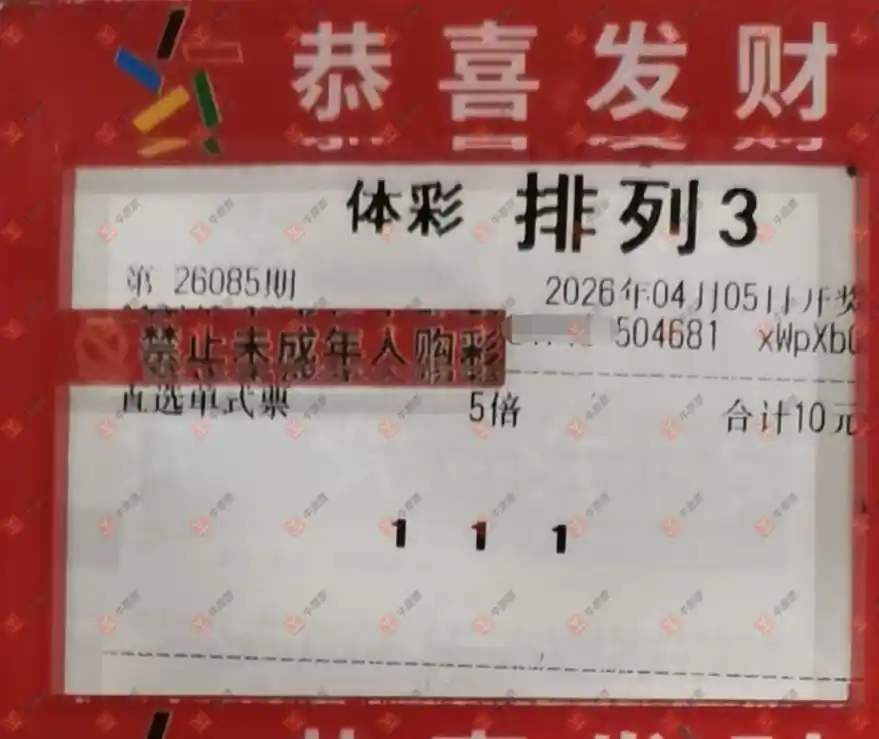 恭喜发财
体彩 排列3
第 26085期 2026年04月05日开奖
禁止未成年人购彩
504681 xWpXb
直选单式票 5倍 合计10元
1 1 1